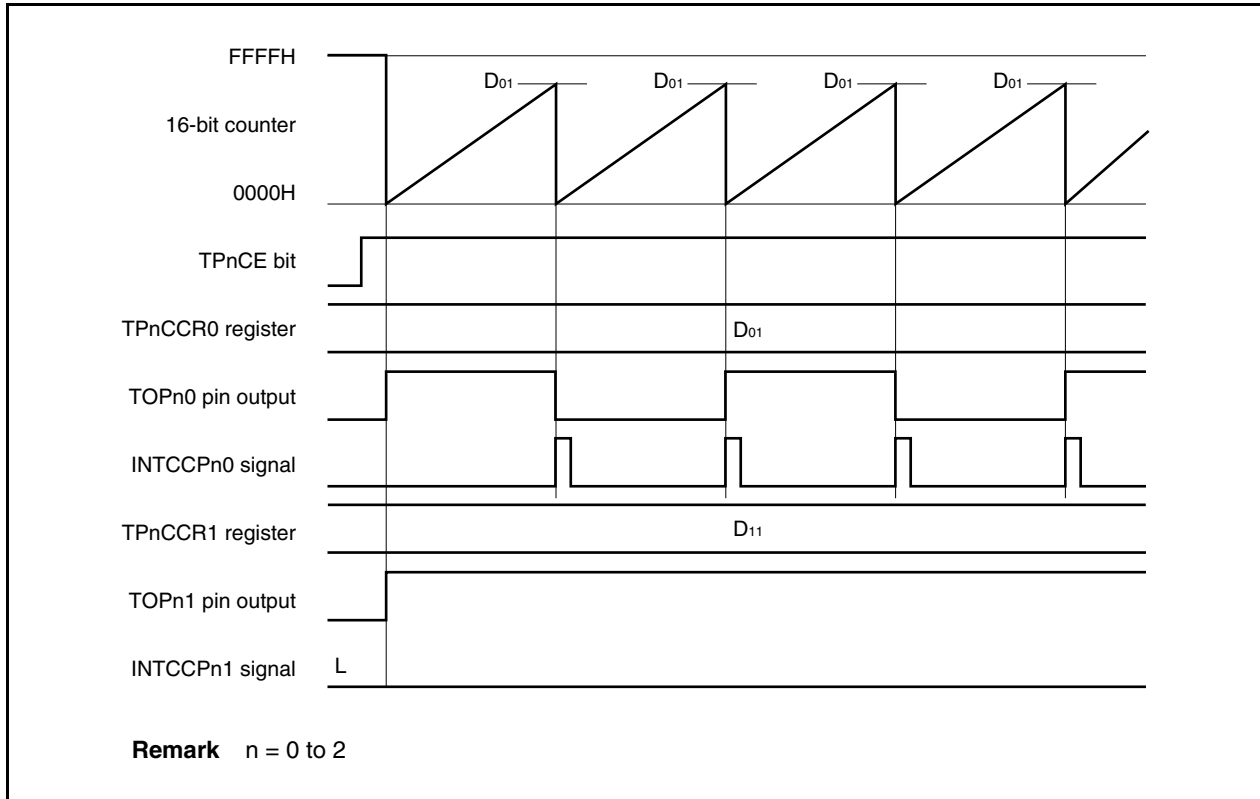 FFFFH
D01 D01 D01 D01
16-bit counter
0000H
TPnCE bit
TPnCCR0 register D01
TOPn0 pin output
INTCCPn0 signal
TPnCCR1 register D11
TOPn1 pin output
INTCCPn1 signal L
Remark n = 0 to 2